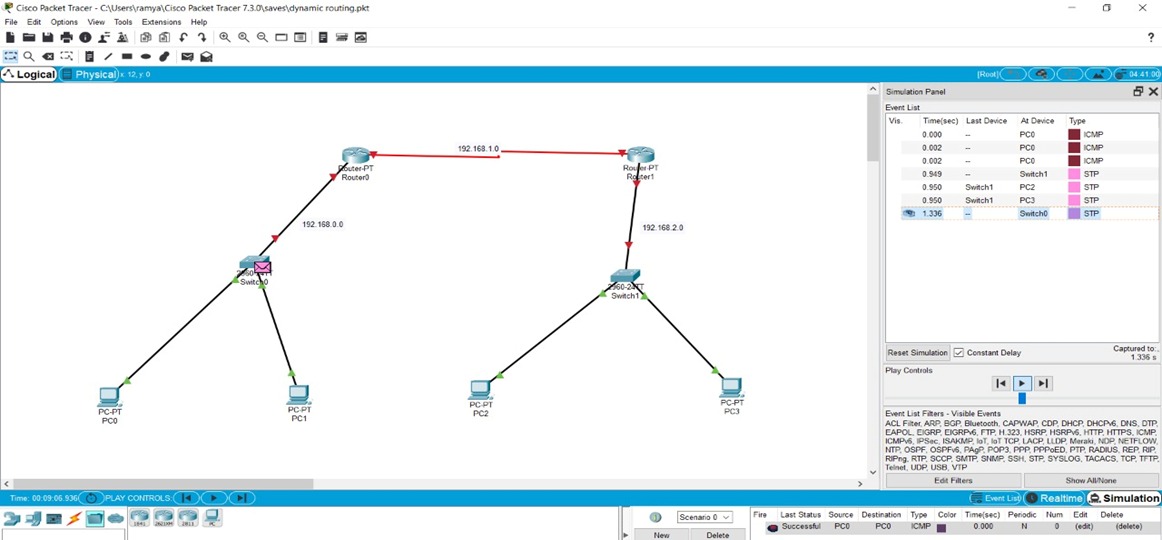 Cisco Packet Tracer - C:\Users\ramya\Cisco Packet Tracer 7.3.0\saves\dynamic routing.pkt
File Edit Options View Tools Extensions Help
?
Logical Physical x: 12, y: 0 [Root] 04:41:00
192.168.1.0
Router-PT
Router0
Router-PT
Router1
192.168.0.0
192.168.2.0
2960-24TT
Switch0
2960-24TT
Switch1
PC-PT
PC0
PC-PT
PC1
PC-PT
PC2
PC-PT
PC3
Simulation Panel
Event List
Vis. Time(sec) Last Device At Device Type
0.000 -- PC0 ICMP
0.002 -- PC0 ICMP
0.002 -- PC0 ICMP
0.949 -- Switch1 STP
0.950 Switch1 PC2 STP
0.950 Switch1 PC3 STP
1.336 -- Switch0 STP
Reset Simulation Constant Delay Captured to:
1.336 s
Play Controls
Event List Filters - Visible Events
ACL Filter, ARP, BGP, Bluetooth, CAPWAP, CDP, DHCP, DHCPv6, DNS, DTP,
EAPOL, EIGRP, EIGRPv6, FTP, H.323, HSRP, HSRPv6, HTTP, HTTPS, ICMP,
ICMPv6, IPSec, ISAKMP, IoT, IoT TCP, LACP, LLDP, Meraki, NDP, NETFLOW,
NTP, OSPF, OSPFv6, PAgP, POP3, PPP, PPPoED, PTP, RADIUS, REP, RIP,
RIPng, RTP, SCCP, SMTP, SNMP, SSH, STP, SYSLOG, TACACS, TCP, TFTP,
Telnet, UDP, USB, VTP
Edit Filters Show All/None
Time: 00:09:06.936 PLAY CONTROLS: Event List Realtime Simulation
1941 2811 PC
Scenario 0
New Delete
Fire Last Status Source Destination Type Color Time(sec) Periodic Num Edit Delete
Successful PC0 PC0 ICMP 0.000 N 0 (edit) (delete)